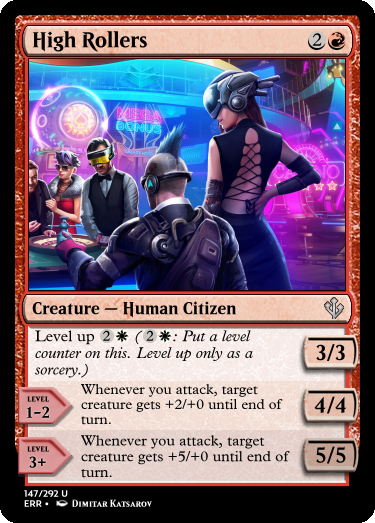 High Rollers 2
MEGA
BONUS
Creature — Human Citizen
Level up 2 ( 2 : Put a level
counter on this. Level up only as a
sorcery.)
3/3
LEVEL
1-2
Whenever you attack, target
creature gets +2/+0 until end of
turn.
4/4
LEVEL
3+
Whenever you attack, target
creature gets +5/+0 until end of
turn.
5/5
147/292 U
ERR • Dimitar Katsarov